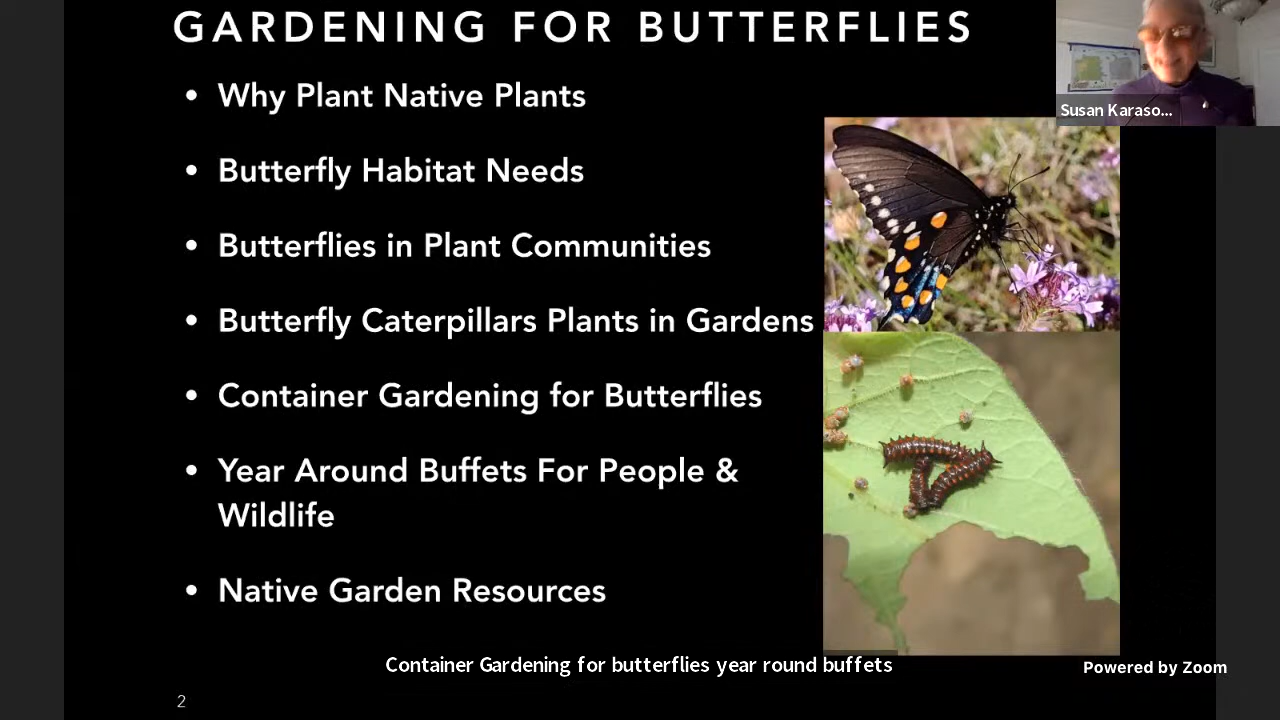 GARDENING FOR BUTTERFLIES
Susan Karaso...
• Why Plant Native Plants
• Butterfly Habitat Needs
• Butterflies in Plant Communities
• Butterfly Caterpillars Plants in Gardens
• Container Gardening for Butterflies
• Year Around Buffets For People &
Wildlife
• Native Garden Resources
Container Gardening for butterflies year round buffets
Powered by Zoom
2